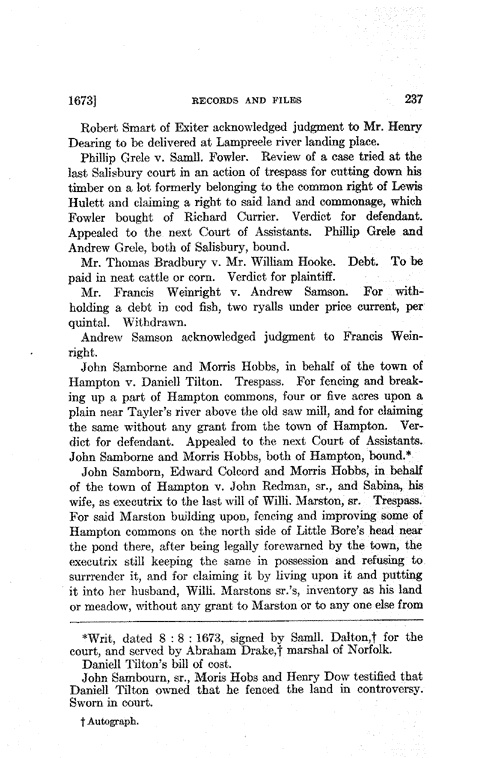 1673] RECORDS AND FILES 237
Robert Smart of Exiter acknowledged judgment to Mr. Henry
Dearing to be delivered at Lampreele river landing place.
Phillip Grele v. Samll. Fowler. Review of a case tried at the
last Salisbury court in an action of trespass for cutting down his
timber on a lot formerly belonging to the common right of Lewis
Hulett and claiming a right to said land and commonage, which
Fowler bought of Richard Currier. Verdict for defendant.
Appealed to the next Court of Assistants. Phillip Grele and
Andrew Grele, both of Salisbury, bound.
Mr. Thomas Bradbury v. Mr. William Hooke. Debt. To be
paid in neat cattle or corn. Verdict for plaintiff.
Mr. Francis Weinright v. Andrew Samson. For with-
holding a debt in cod fish, two ryalls under price current, per
quintal. Withdrawn.
Andrew Samson acknowledged judgment to Francis Wein-
right.
John Samborne and Morris Hobbs, in behalf of the town of
Hampton v. Daniell Tilton. Trespass. For fencing and break-
ing up a part of Hampton commons, four or five acres upon a
plain near Tayler's river above the old saw mill, and for claiming
the same without any grant from the town of Hampton. Ver-
dict for defendant. Appealed to the next Court of Assistants.
John Samborne and Morris Hobbs, both of Hampton, bound.*
John Samborn, Edward Colcord and Morris Hobbs, in behalf
of the town of Hampton v. John Redman, sr., and Sabina, his
wife, as executrix to the last will of Willi. Marston, sr. Trespass.
For said Marston building upon, fencing and improving some of
Hampton commons on the north side of Little Bore's head near
the pond there, after being legally forewarned by the town, the
executrix still keeping the same in possession and refusing to
surrrender it, and for claiming it by living upon it and putting
it into her husband, Willi. Marstons sr.'s, inventory as his land
or meadow, without any grant to Marston or to any one else from
*Writ, dated 8 : 8 : 1673, signed by Samll. Dalton,† for the
court, and served by Abraham Drake,† marshal of Norfolk.
Daniell Tilton's bill of cost.
John Sambourn, sr., Moris Hobs and Henry Dow testified that
Daniell Tilton owned that he fenced the land in controversy.
Sworn in court.
† Autograph.